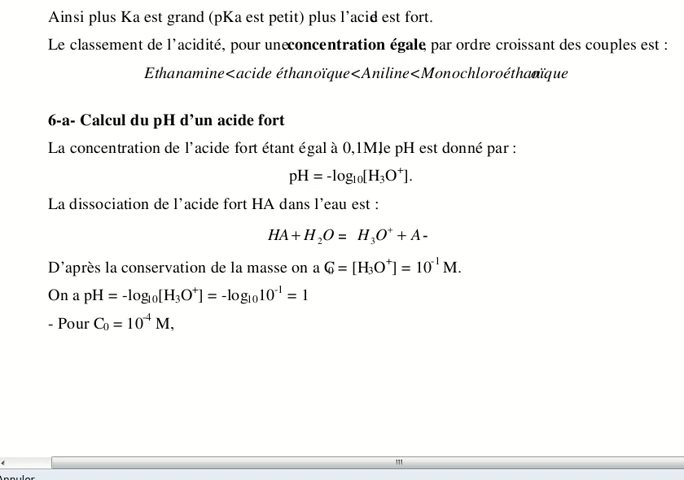 Ainsi plus Ka est grand (pKa est petit) plus l'acide est fort.
Le classement de l'acidité, pour une concentration égale, par ordre croissant des couples est :
Ethanamine<acide éthanoïque<Aniline<Monochloroéthanoïque
6-a- Calcul du pH d'un acide fort
La concentration de l'acide fort étant égal à 0,1M, le pH est donné par :
pH = -log₁₀[H₃O⁺].
La dissociation de l'acide fort HA dans l'eau est :
HA + H₂O = H₃O⁺ + A-
D'après la conservation de la masse on a C₀ = [H₃O⁺] = 10⁻¹ M.
On a pH = -log₁₀[H₃O⁺] = -log₁₀10⁻¹ = 1
- Pour C₀ = 10⁻⁴ M,
Annuler